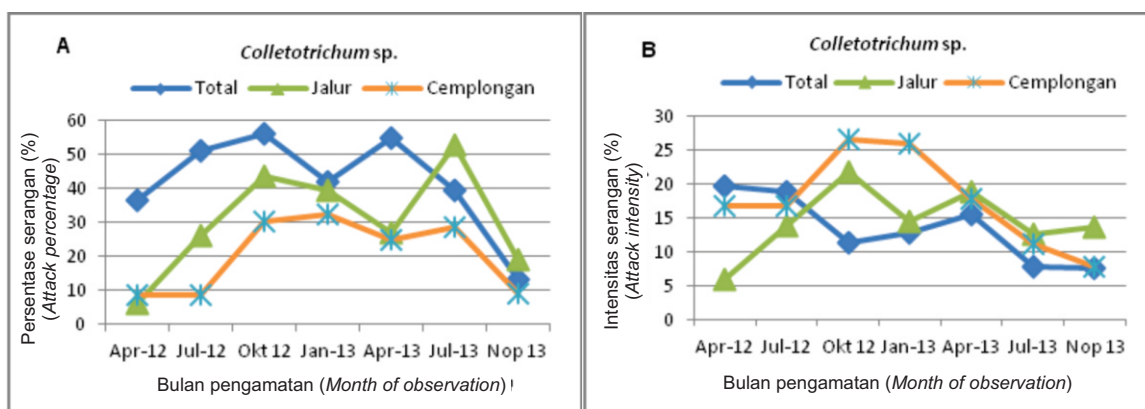 A
Colletotrichum sp.
Total Jalur Cemplongan
Persentase serangan (%)
(Attack percentage)
60
50
40
30
20
10
0
Apr-12 Jul-12 Okt 12 Jan-13 Apr-13 Jul-13 Nop 13
Bulan pengamatan (Month of observation)
B
Colletotrichum sp.
Total Jalur Cemplongan
Intensitas serangan (%)
(Attack intensity)
30
25
20
15
10
5
0
Apr-12 Jul-12 Okt 12 Jan-13 Apr-13 Jul-13 Nop 13
Bulan pengamatan (Month of observation)